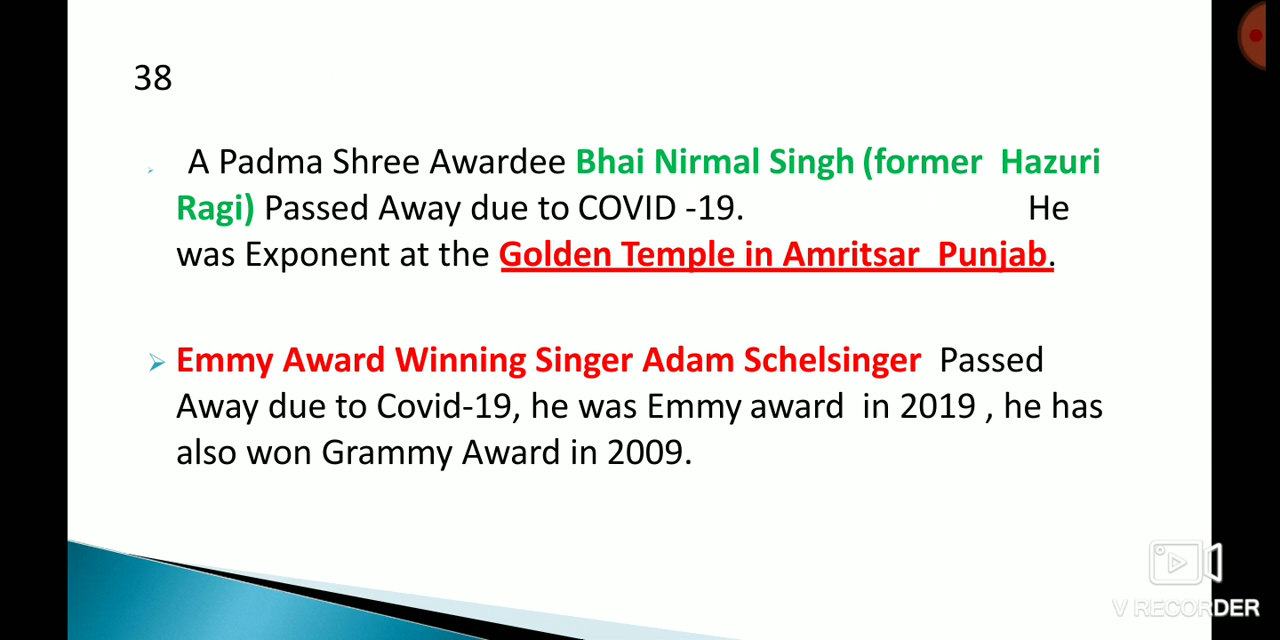 38
A Padma Shree Awardee Bhai Nirmal Singh (former Hazuri
Ragi) Passed Away due to COVID -19. He
was Exponent at the Golden Temple in Amritsar Punjab.
Emmy Award Winning Singer Adam Schelsinger Passed
Away due to Covid-19, he was Emmy award in 2019 , he has
also won Grammy Award in 2009.
V RECORDER